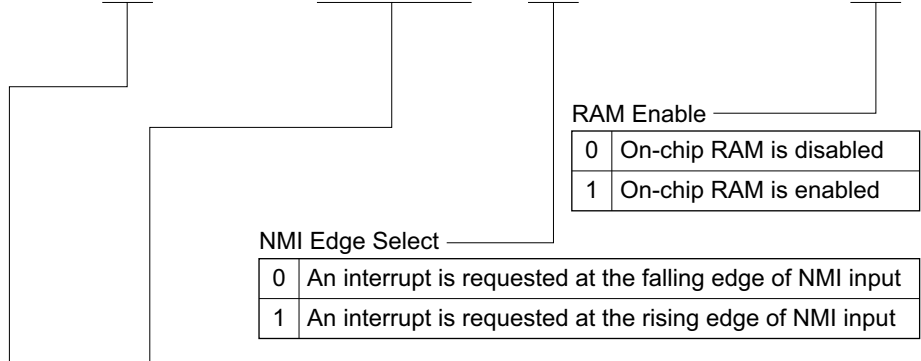 RAM Enable
0 On-chip RAM is disabled
1 On-chip RAM is enabled
NMI Edge Select
0 An interrupt is requested at the falling edge of NMI input
1 An interrupt is requested at the rising edge of NMI input